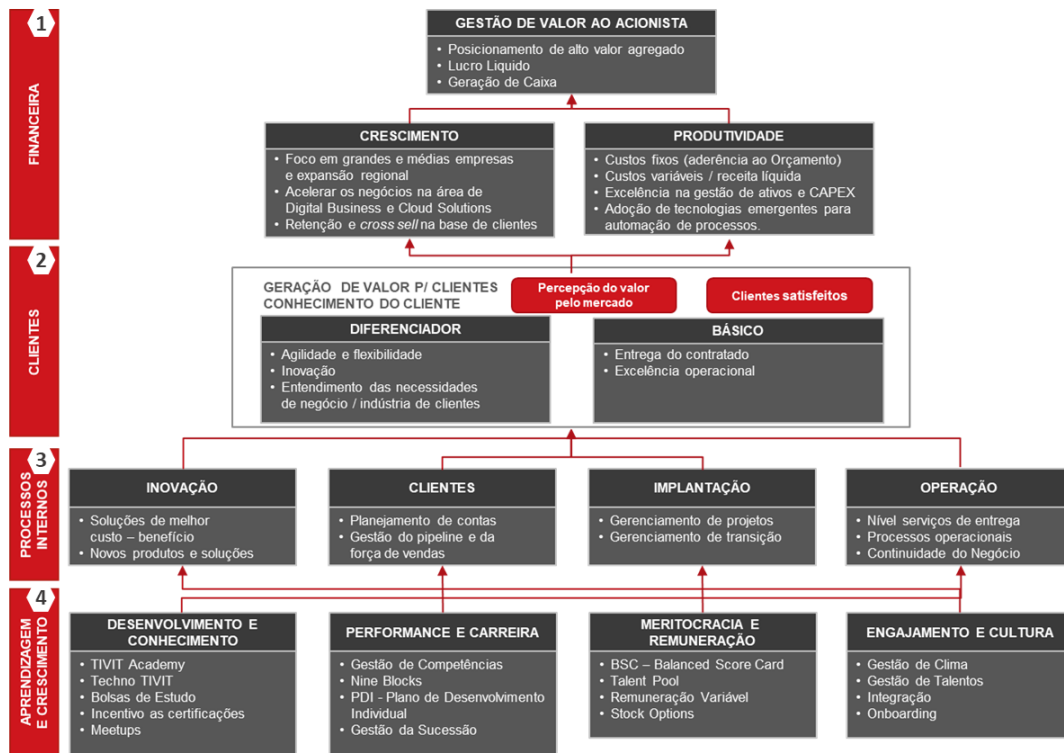 1
FINANCEIRA
GESTÃO DE VALOR AO ACIONISTA
• Posicionamento de alto valor agregado
• Lucro Liquido
• Geração de Caixa
CRESCIMENTO
• Foco em grandes e médias empresas
e expansão regional
• Acelerar os negócios na área de
Digital Business e Cloud Solutions
• Retenção e cross sell na base de clientes
PRODUTIVIDADE
• Custos fixos (aderência ao Orçamento)
• Custos variáveis / receita líquida
• Excelência na gestão de ativos e CAPEX
• Adoção de tecnologias emergentes para
automação de processos.
2
CLIENTES
GERAÇÃO DE VALOR P/ CLIENTES
CONHECIMENTO DO CLIENTE
Percepção do valor
pelo mercado
Clientes satisfeitos
DIFERENCIADOR
• Agilidade e flexibilidade
• Inovação
• Entendimento das necessidades
de negócio / indústria de clientes
BÁSICO
• Entrega do contratado
• Excelência operacional
3
PROCESSOS
INTERNOS
INOVAÇÃO
• Soluções de melhor
custo – benefício
• Novos produtos e soluções
CLIENTES
• Planejamento de contas
• Gestão do pipeline e da
força de vendas
IMPLANTAÇÃO
• Gerenciamento de projetos
• Gerenciamento de transição
OPERAÇÃO
• Nível serviços de entrega
• Processos operacionais
• Continuidade do Negócio
4
APRENDIZAGEM
E CRESCIMENTO
DESENVOLVIMENTO E
CONHECIMENTO
• TIVIT Academy
• Techno TIVIT
• Bolsas de Estudo
• Incentivo as certificações
• Meetups
PERFORMANCE E CARREIRA
• Gestão de Competências
• Nine Blocks
• PDI - Plano de Desenvolvimento
Individual
• Gestão da Sucessão
MERITOCRACIA E
REMUNERAÇÃO
• BSC – Balanced Score Card
• Talent Pool
• Remuneração Variável
• Stock Options
ENGAJAMENTO E CULTURA
• Gestão de Clima
• Gestão de Talentos
• Integração
• Onboarding